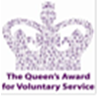 The Queen's Award
for Voluntary Service